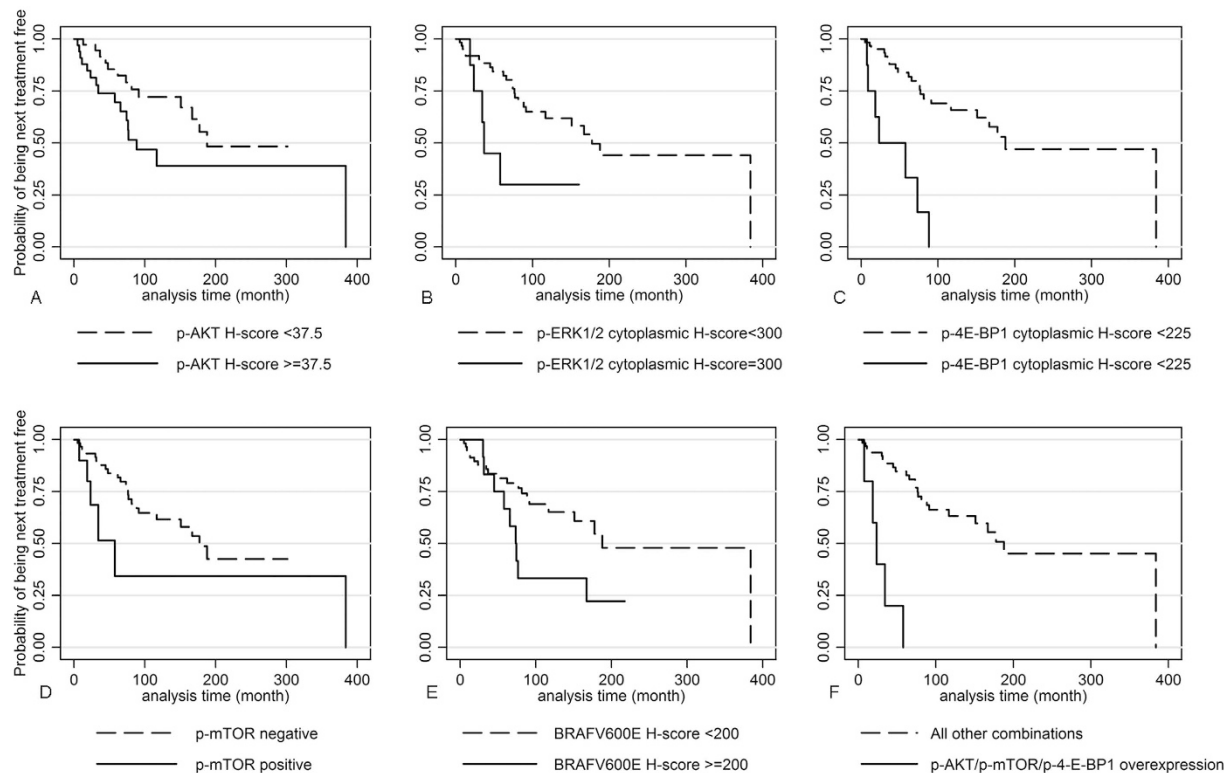 Probability of being next treatment free
1.00
0.75
0.50
0.25
0.00
0 100 200 300 400
A analysis time (month)
p-AKT H-score <37.5
p-AKT H-score >=37.5
1.00
0.75
0.50
0.25
0.00
0 100 200 300 400
B analysis time (month)
p-ERK1/2 cytoplasmic H-score<300
p-ERK1/2 cytoplasmic H-score=300
1.00
0.75
0.50
0.25
0.00
0 100 200 300 400
C analysis time (month)
p-4E-BP1 cytoplasmic H-score <225
p-4E-BP1 cytoplasmic H-score <225
Probability of being next treatment free
1.00
0.75
0.50
0.25
0.00
0 100 200 300 400
D analysis time (month)
p-mTOR negative
p-mTOR positive
1.00
0.75
0.50
0.25
0.00
0 100 200 300 400
E analysis time (month)
BRAFV600E H-score <200
BRAFV600E H-score >=200
1.00
0.75
0.50
0.25
0.00
0 100 200 300 400
F analysis time (month)
All other combinations
p-AKT/p-mTOR/p-4-E-BP1 overexpression